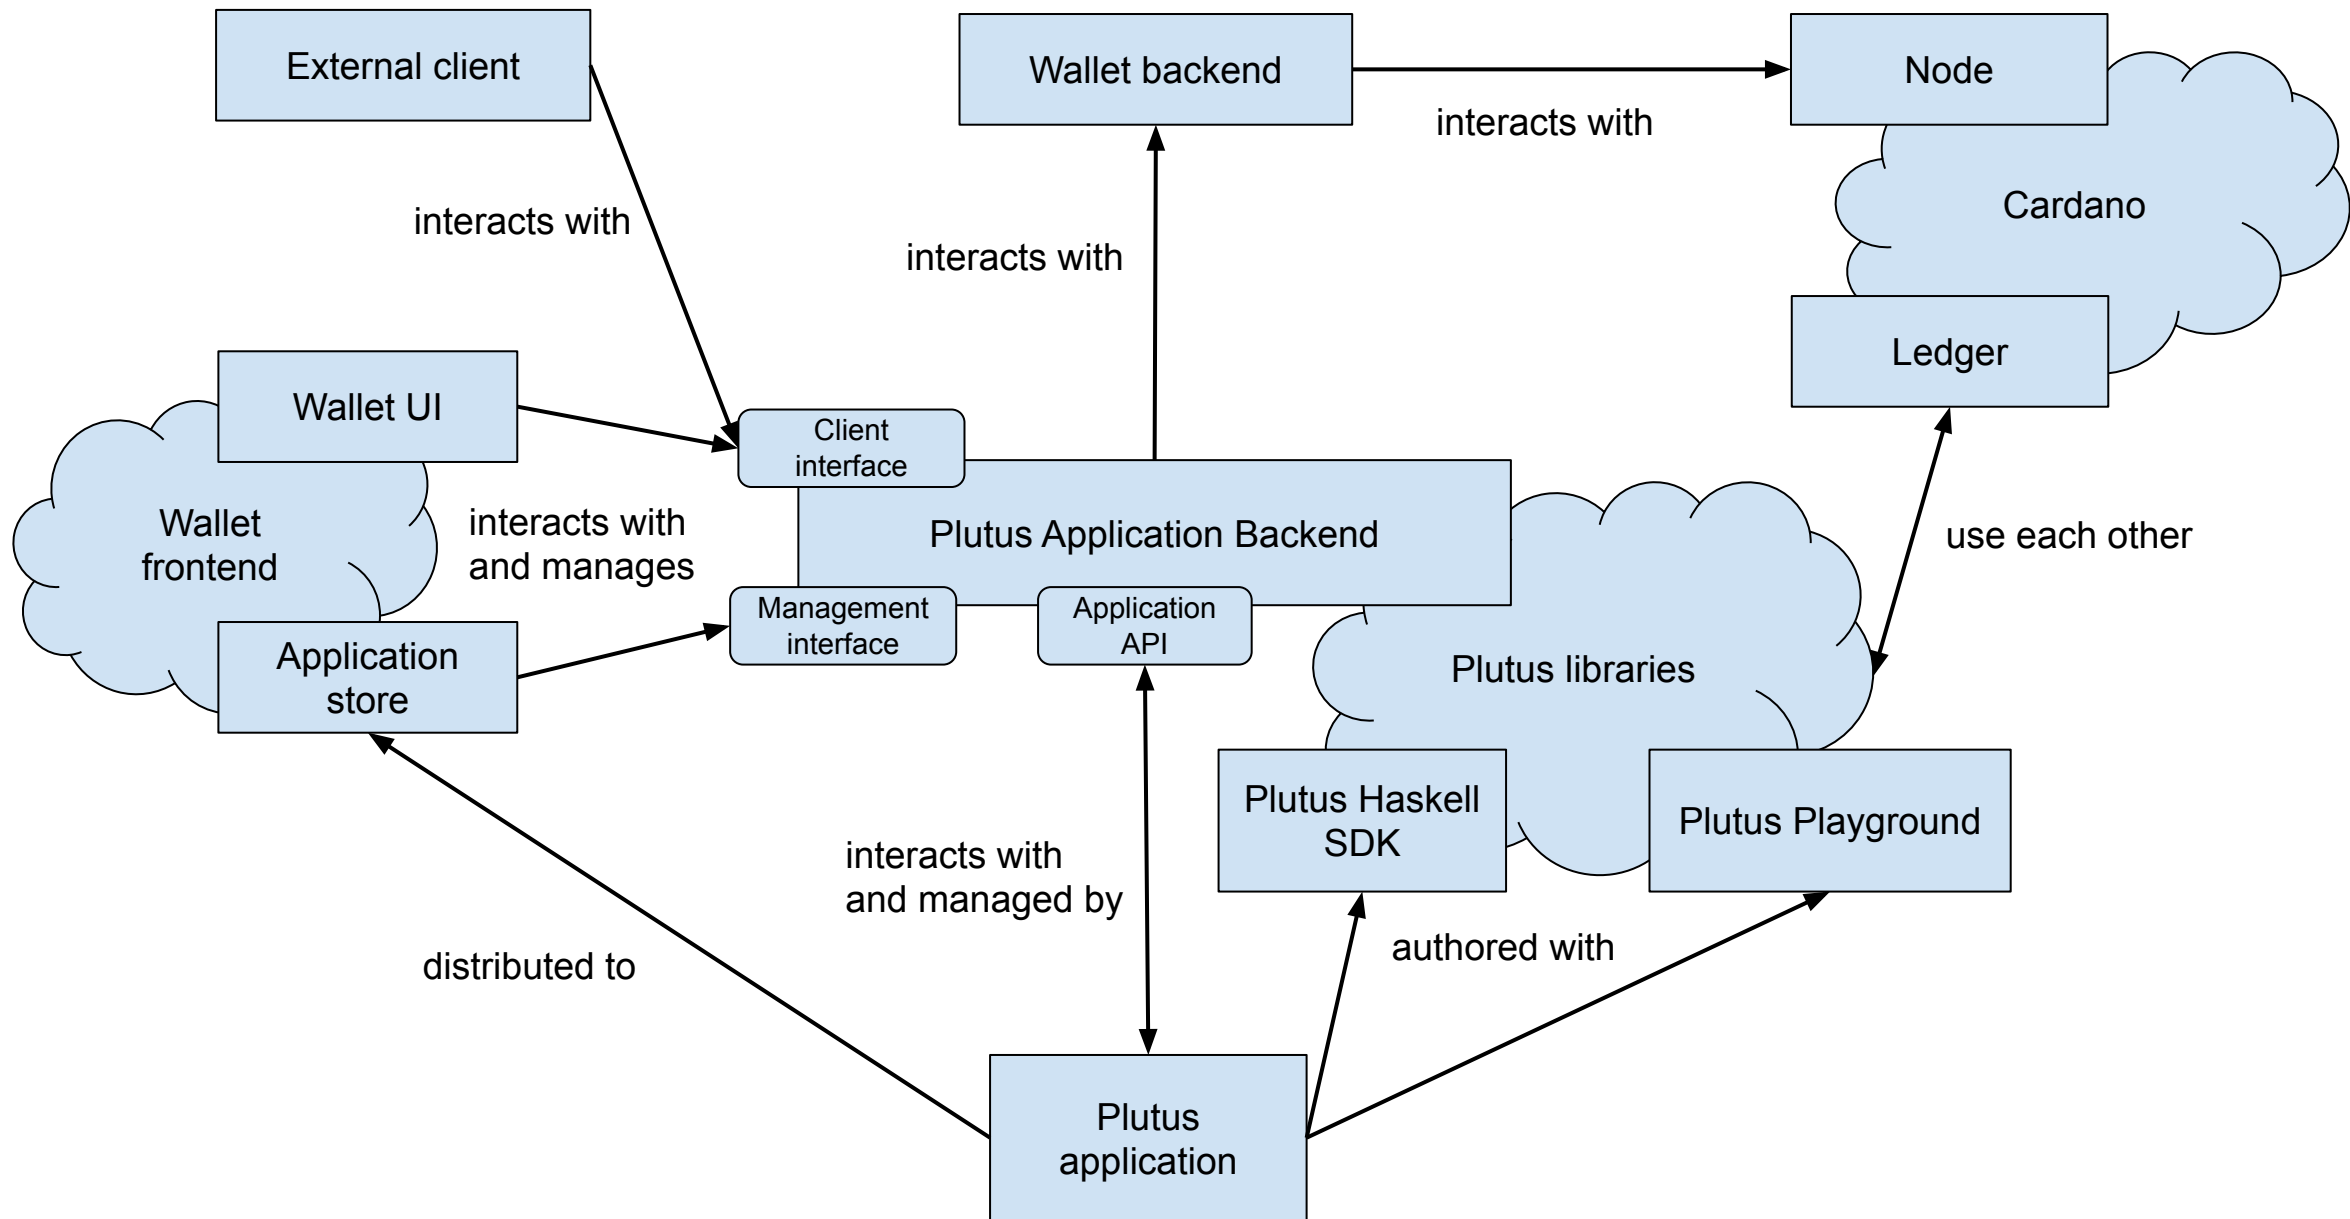 External client
Wallet backend
Node
interacts with
Cardano
interacts with
interacts with
Ledger
Wallet UI
Client
interface
Wallet
frontend
interacts with
and manages
Plutus Application Backend
use each other
Management
interface
Application
API
Application
store
Plutus libraries
Plutus Haskell
SDK
Plutus Playground
interacts with
and managed by
authored with
distributed to
Plutus
application